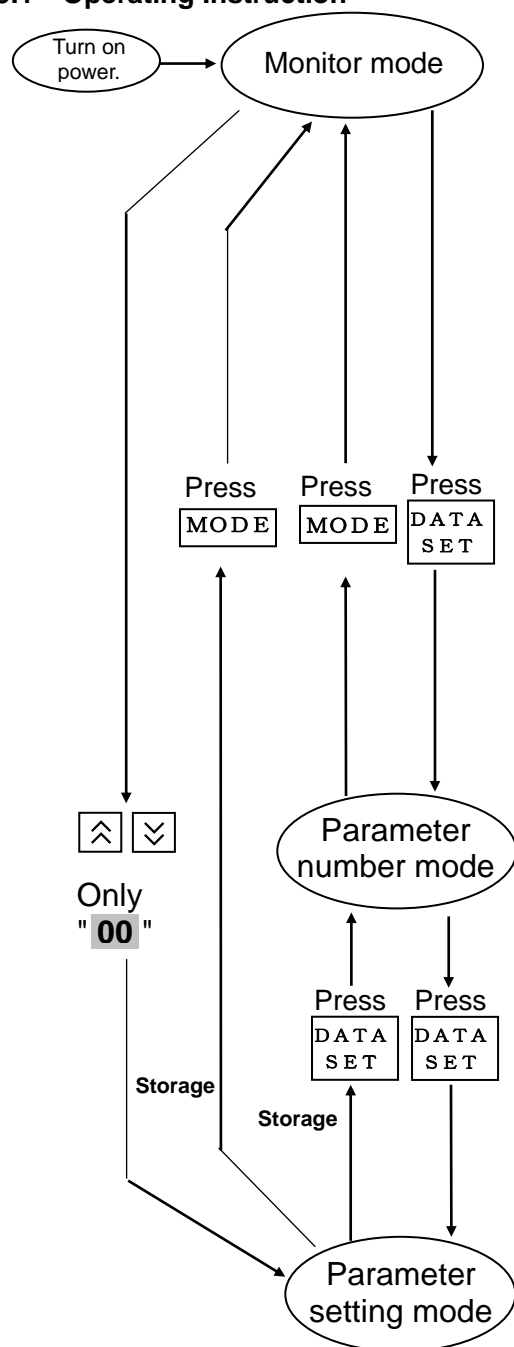 Operating Instruction
Turn on
power.
Monitor mode
Press
MODE
Press
MODE
Press
DATA
SET
Only
" 00 "
Parameter
number mode
Press
DATA
SET
Press
DATA
SET
Storage
Storage
Parameter
setting mode